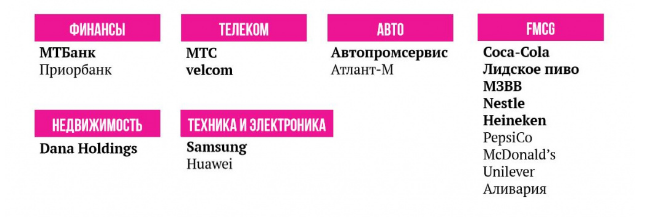 ФИНАНСЫ
МТБанк
Приорбанк
ТЕЛЕКОМ
МТС
velcom
АВТО
Автопромсервис
Атлант-М
FMCG
Coca-Cola
Лидское пиво
МЗВВ
Nestle
Heineken
PepsiCo
McDonald’s
Unilever
Аливария
НЕДВИЖИМОСТЬ
Dana Holdings
ТЕХНИКА И ЭЛЕКТРОНИКА
Samsung
Huawei